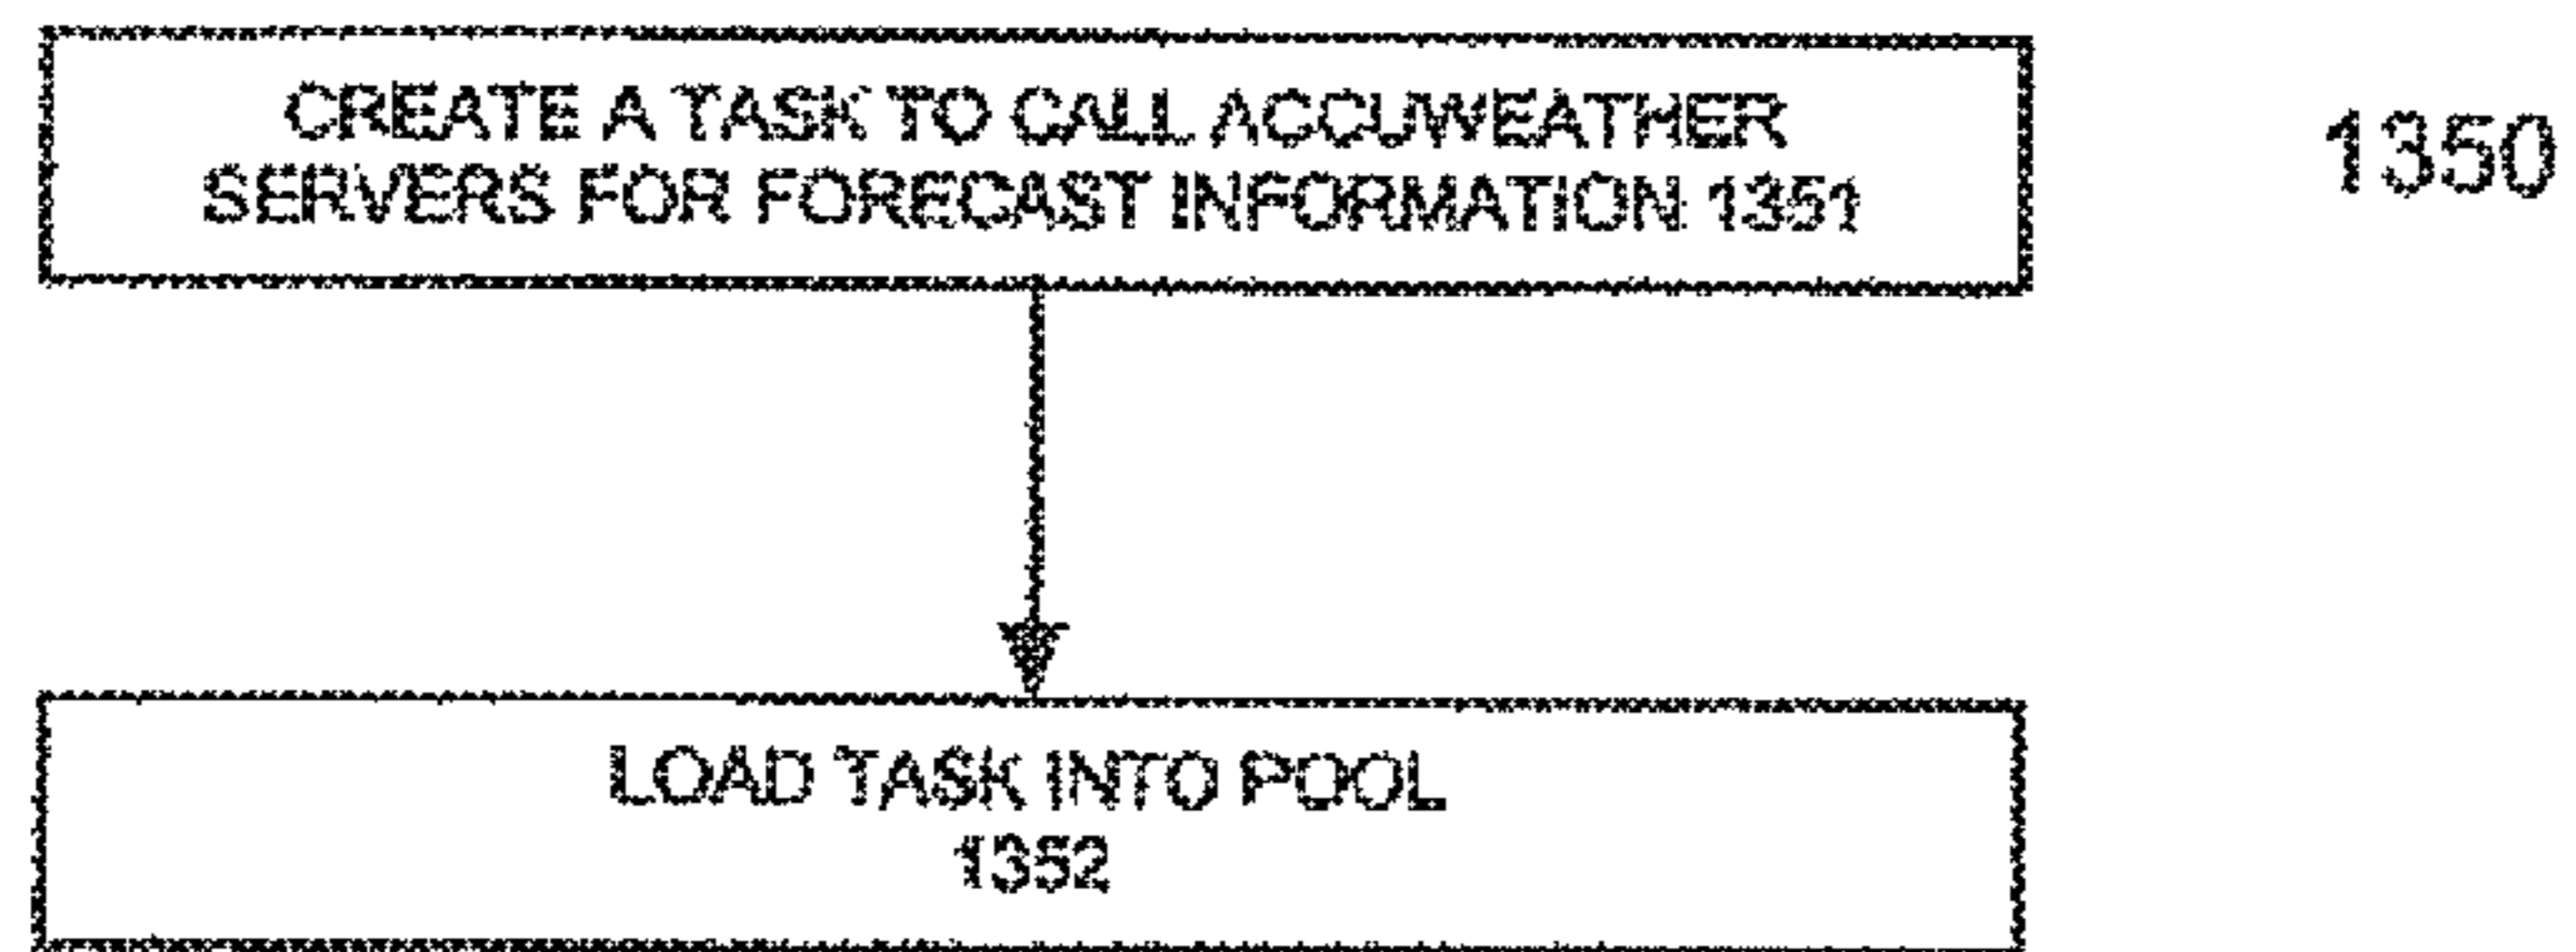 CREATE A TASK TO CALL ACCUWEATHER
SERVERS FOR FORECAST INFORMATION 1351
1350
LOAD TASK INTO POOL
1352